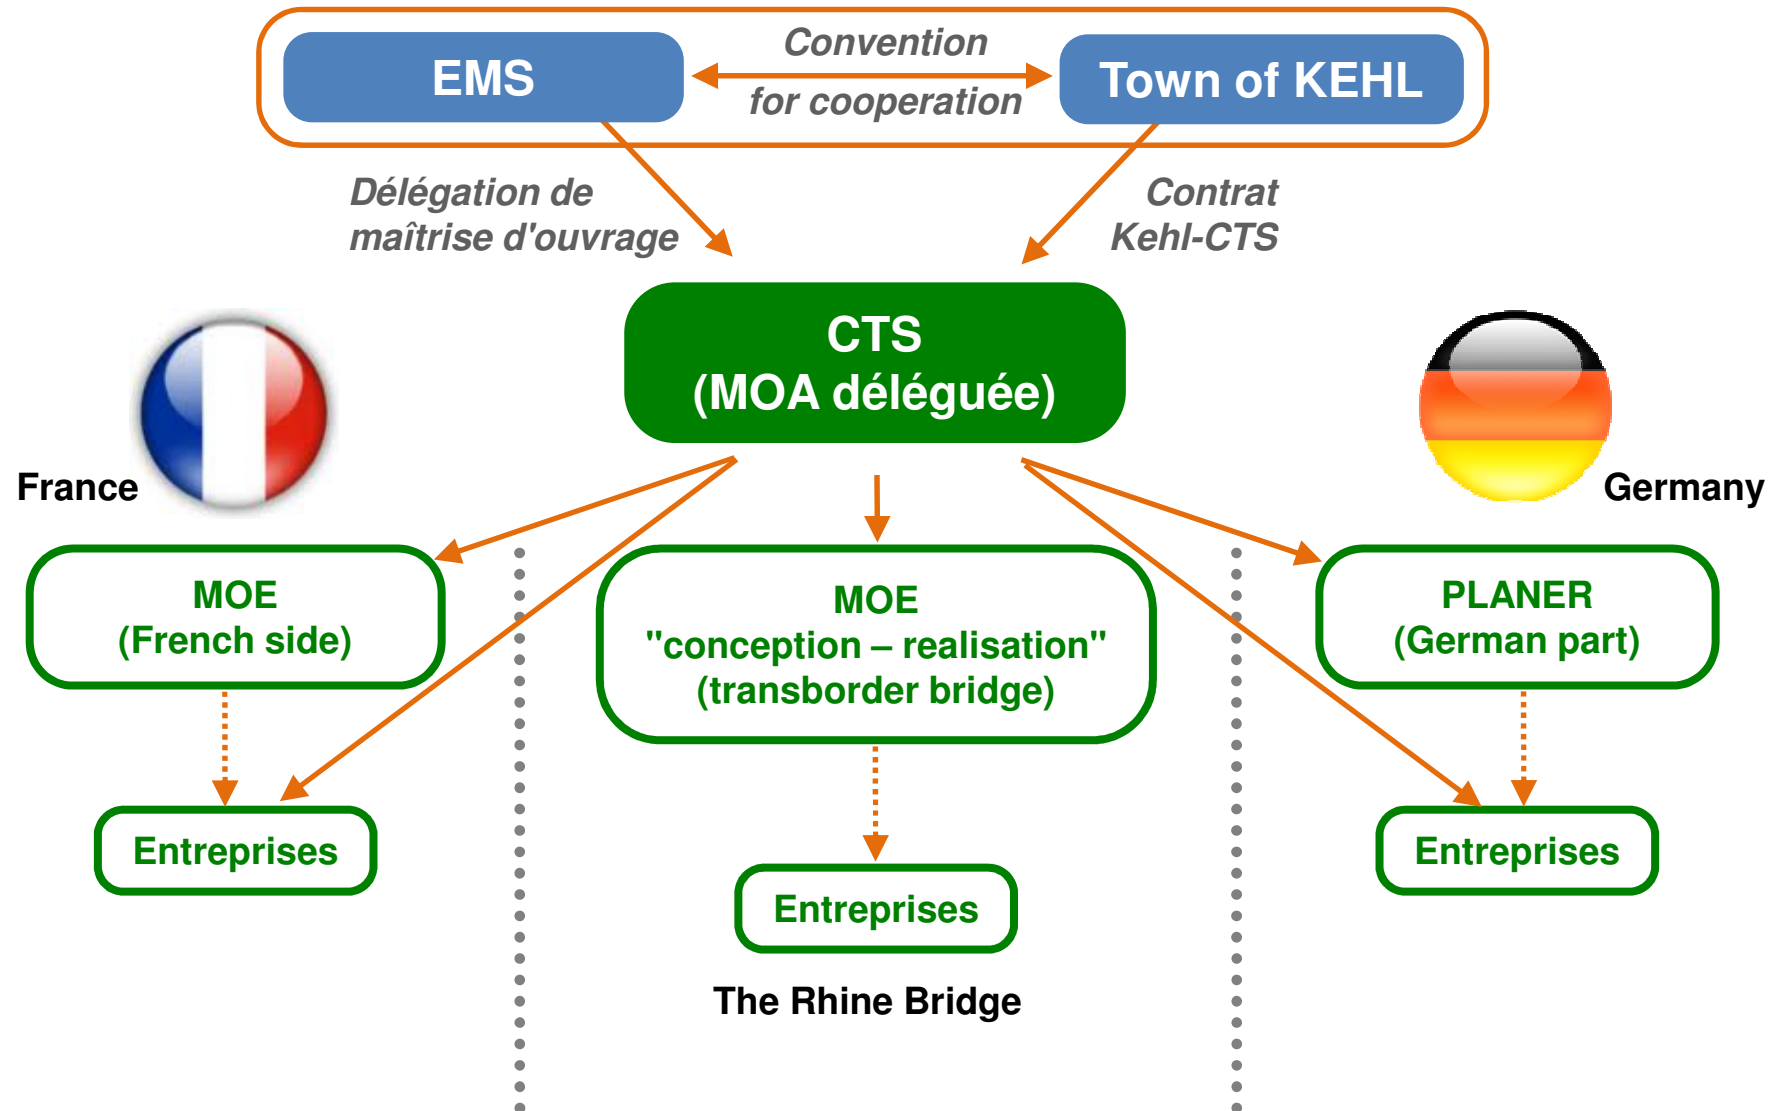 EMS
Convention
for cooperation
Town of KEHL
Délégation de
maîtrise d'ouvrage
Contrat
Kehl-CTS
CTS
(MOA déléguée)
France
Germany
MOE
(French side)
MOE
"conception – realisation"
(transborder bridge)
PLANER
(German part)
Entreprises
Entreprises
Entreprises
The Rhine Bridge